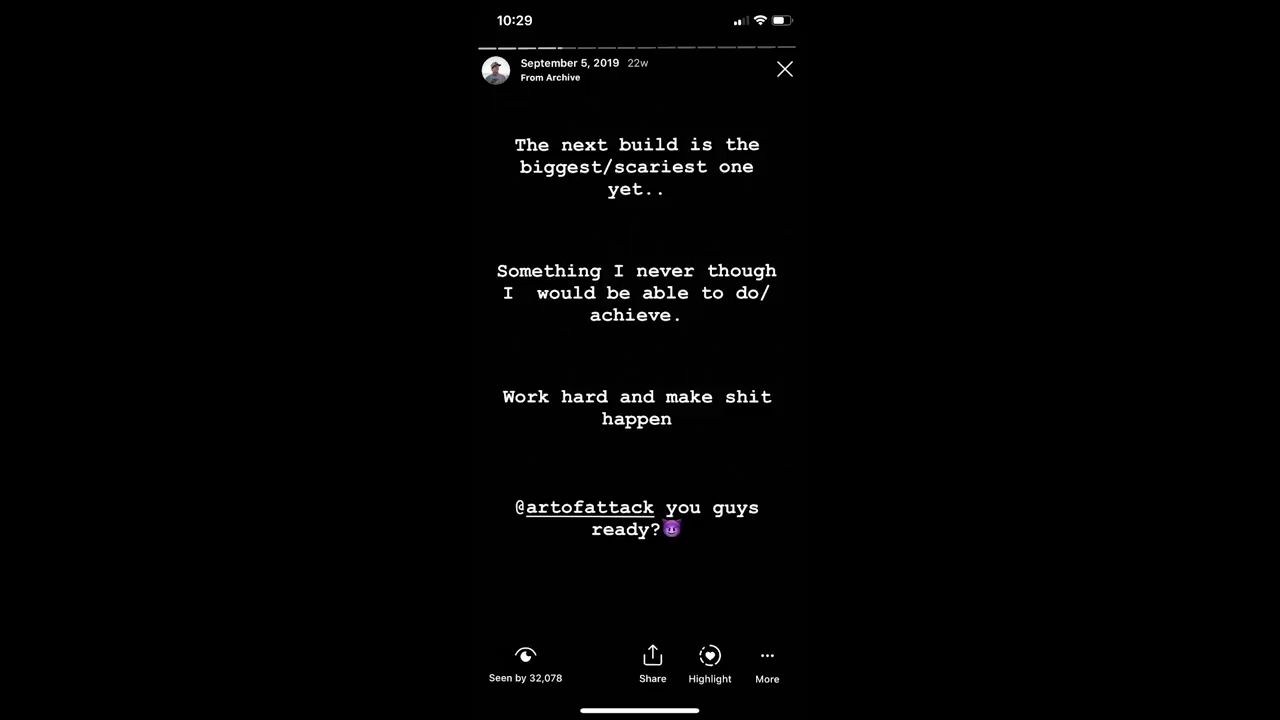 10:29
September 5, 2019 22w
From Archive
The next build is the
biggest/scariest one
yet..
Something I never though
I  would be able to do/
achieve.
Work hard and make shit
happen
@artofattack you guys
ready?😈
Seen by 32,078
Share
Highlight
More